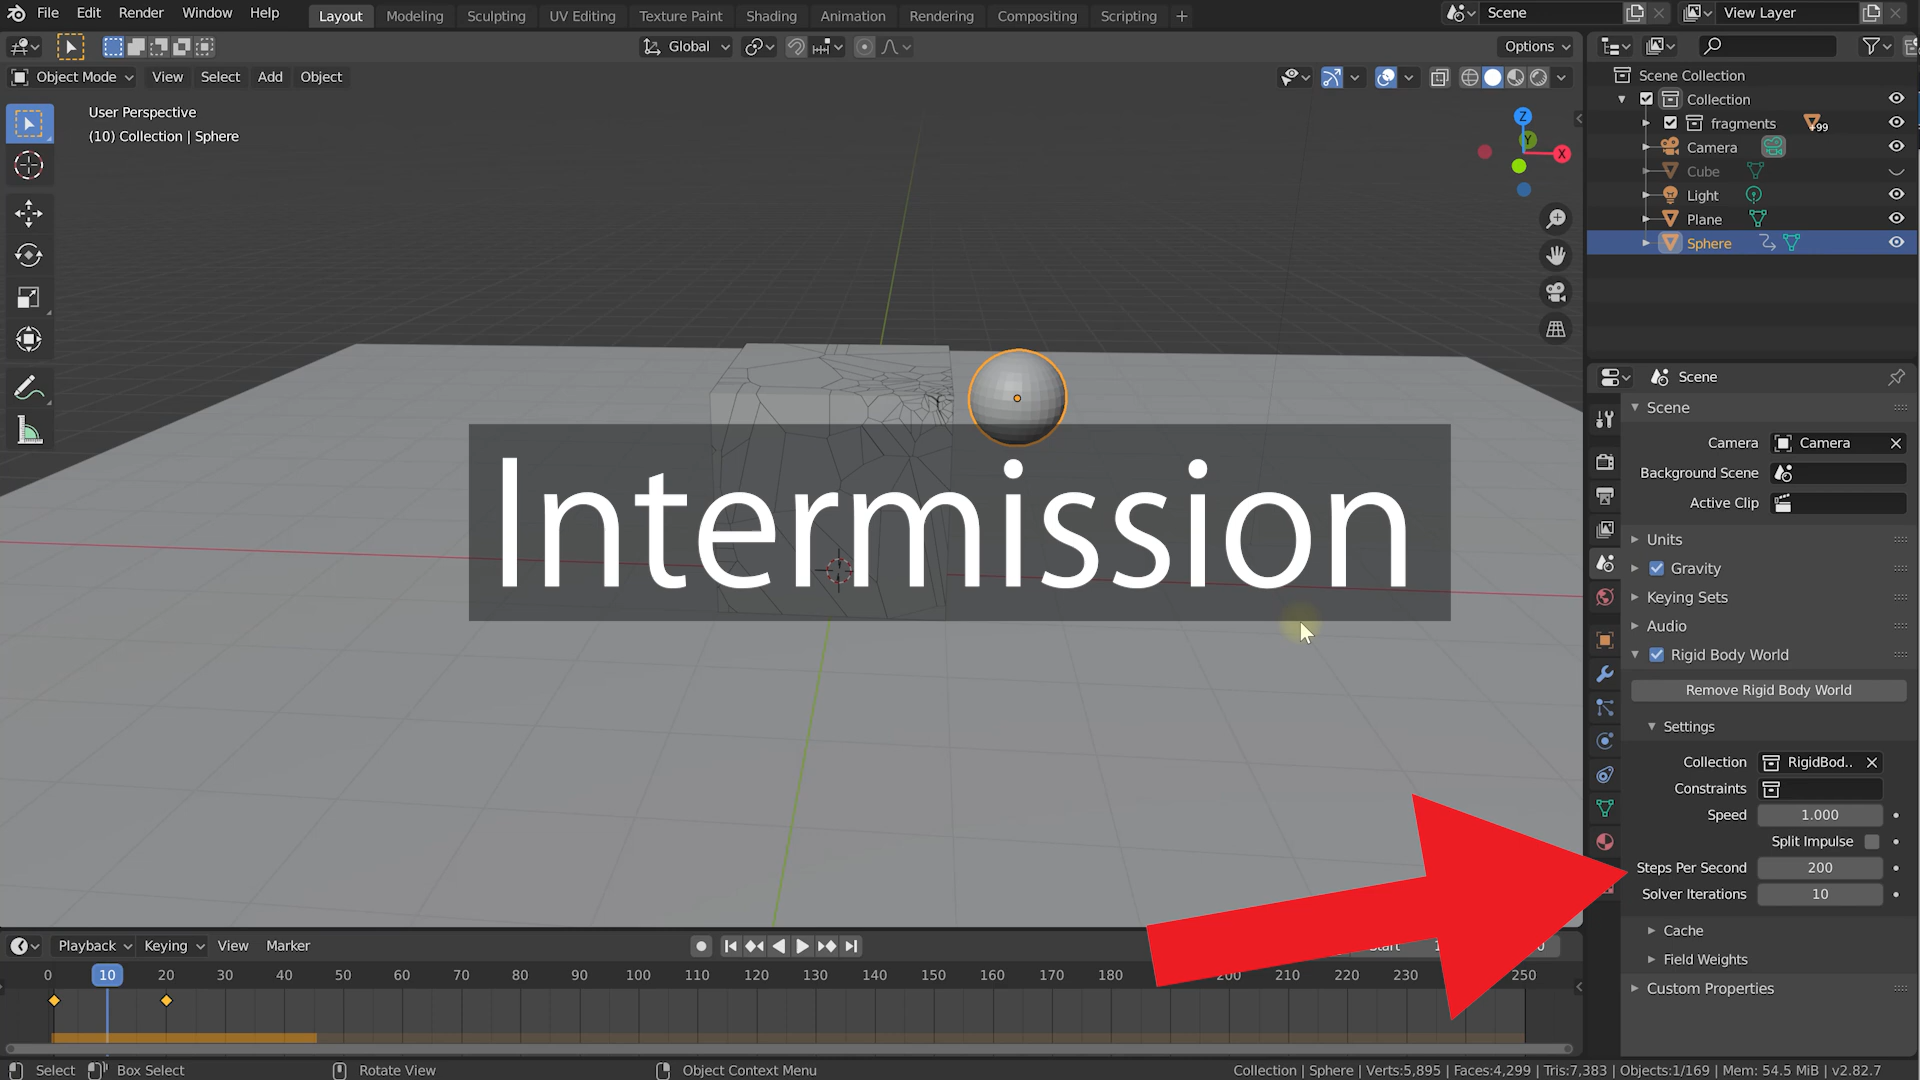 File Edit Render Window Help Layout Modeling Sculpting UV Editing Texture Paint Shading Animation Rendering Compositing Scripting + Scene View Layer
Global Options
Object Mode View Select Add Object
User Perspective
(10) Collection | Sphere
Z
Y
X
Intermission
Scene Collection
Collection
fragments +99
Camera
Cube
Light
Plane
Sphere
Scene
Scene
Camera Camera
Background Scene
Active Clip
Units
Gravity
Keying Sets
Audio
Rigid Body World
Remove Rigid Body World
Settings
Collection RigidBod..
Constraints
Speed 1.000
Split Impulse
Steps Per Second 200
Solver Iterations 10
Cache
Field Weights
Custom Properties
Playback Keying View Marker
0 10 20 30 40 50 60 70 80 90 100 110 120 130 140 150 160 170 180 200 210 220 230 250
Select Box Select Rotate View Object Context Menu Collection | Sphere | Verts:5,895 | Faces:4,299 | Tris:7,383 | Objects:1/169 | Mem: 54.5 MiB | v2.82.7